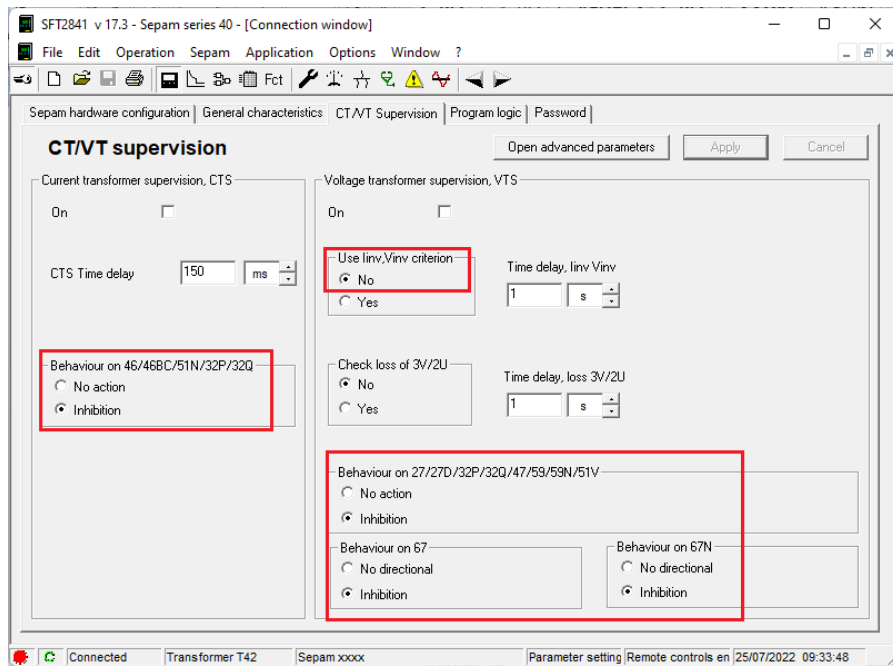 SFT2841 v 17.3 - Sepam series 40 - [Connection window]
File Edit Operation Sepam Application Options Window ?
Fct
Sepam hardware configuration General characteristics CT/VT Supervision Program logic Password
CT/VT supervision
Open advanced parameters Apply Cancel
Current transformer supervision, CTS
On
CTS Time delay 150 ms
Behaviour on 46/46BC/51N/32P/32Q
No action
Inhibition
Voltage transformer supervision, VTS
On
Use Iinv,Vinv criterion
No
Yes
Time delay, Iinv Vinv
1 s
Check loss of 3V/2U
No
Yes
Time delay, loss 3V/2U
1 s
Behaviour on 27/27D/32P/32Q/47/59/59N/51V
No action
Inhibition
Behaviour on 67
No directional
Inhibition
Behaviour on 67N
No directional
Inhibition
Connected Transformer T42 Sepam xxxx Parameter setting Remote controls en 25/07/2022 09:33:48